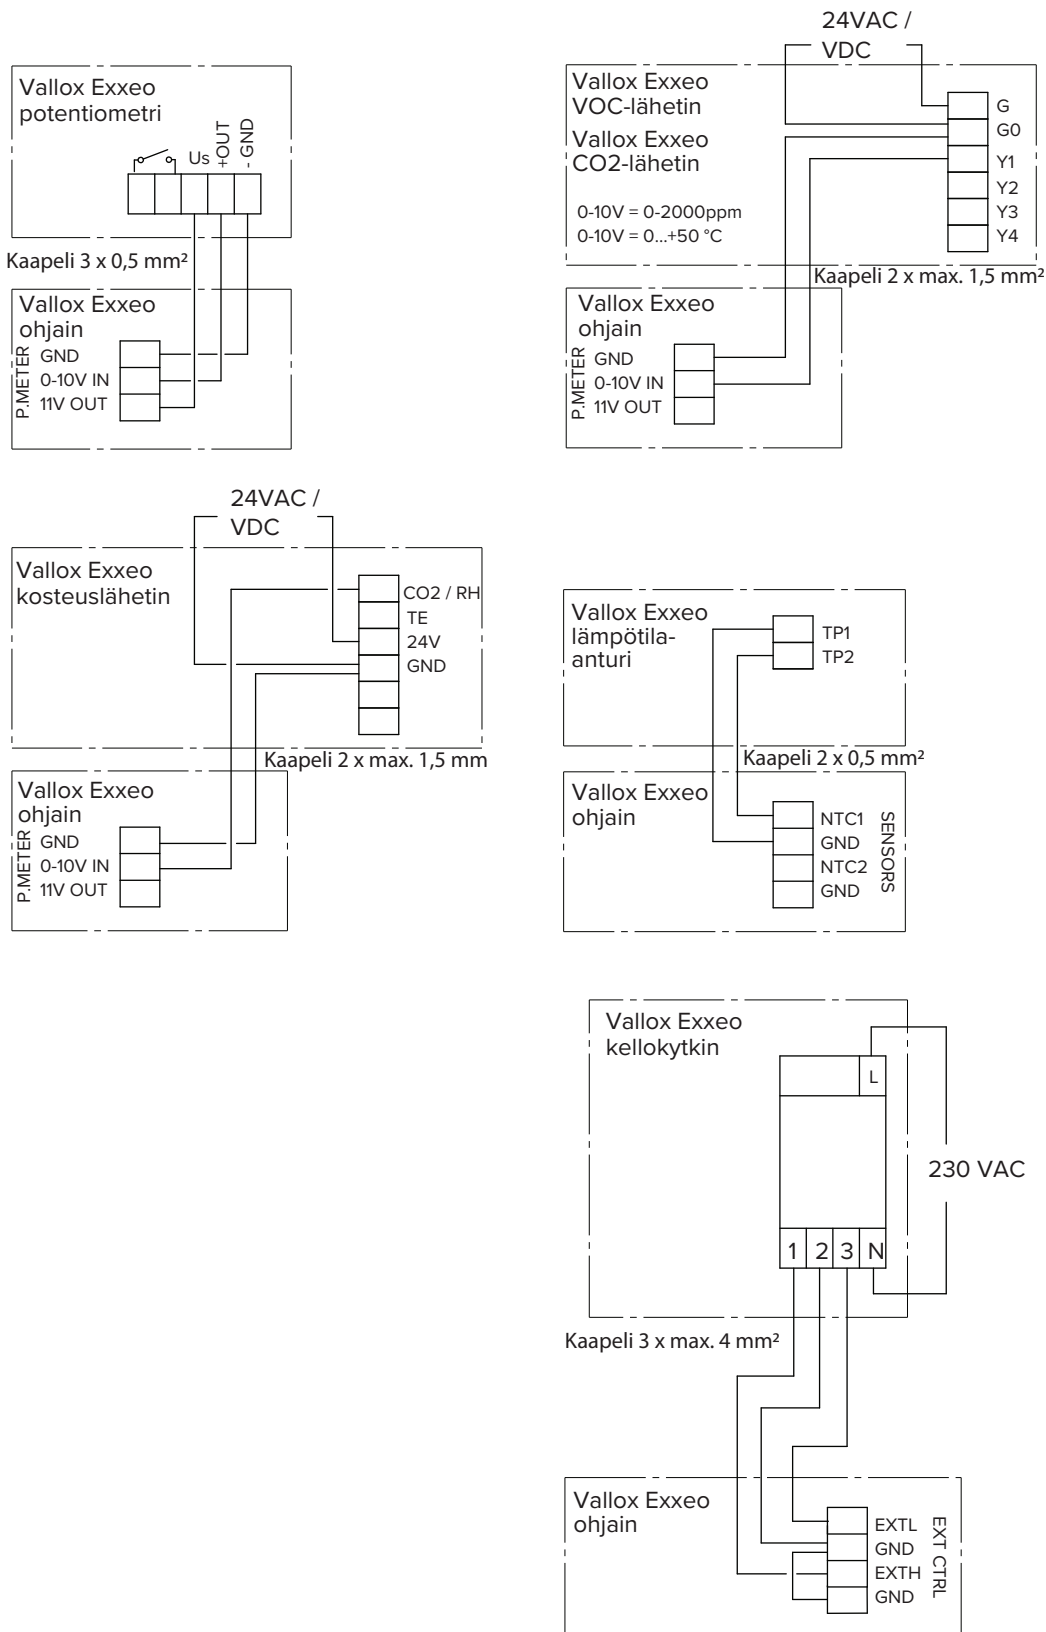 Vallox Exxeo
potentiometri
Us
+OUT
- GND
Kaapeli 3 x 0,5 mm²
Vallox Exxeo
ohjain
P.METER
GND
0-10V IN
11V OUT
24VAC /
VDC
Vallox Exxeo
VOC-lähetin
Vallox Exxeo
CO2-lähetin
0-10V = 0-2000ppm
0-10V = 0...+50 °C
G
G0
Y1
Y2
Y3
Y4
Kaapeli 2 x max. 1,5 mm²
Vallox Exxeo
ohjain
P.METER
GND
0-10V IN
11V OUT
24VAC /
VDC
Vallox Exxeo
kosteuslähetin
CO2 / RH
TE
24V
GND
Kaapeli 2 x max. 1,5 mm
Vallox Exxeo
ohjain
P.METER
GND
0-10V IN
11V OUT
Vallox Exxeo
lämpötila-
anturi
TP1
TP2
Kaapeli 2 x 0,5 mm²
Vallox Exxeo
ohjain
NTC1
GND
NTC2
GND
SENSORS
Vallox Exxeo
kellokytkin
L
230 VAC
1 2 3 N
Kaapeli 3 x max. 4 mm²
Vallox Exxeo
ohjain
EXTL
GND
EXTH
GND
EXT CTRL